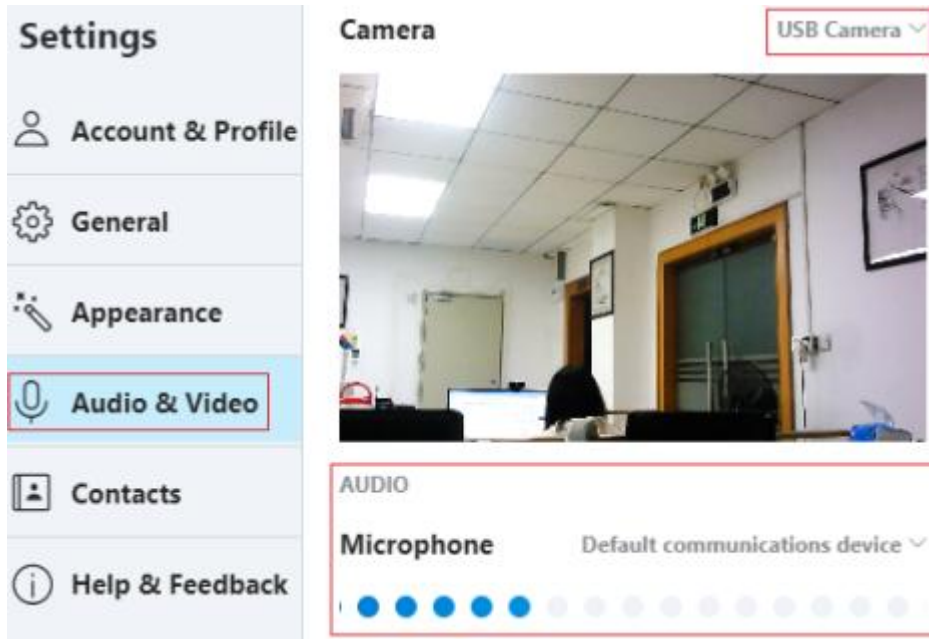 Settings
Account & Profile
General
Appearance
Audio & Video
Contacts
Help & Feedback
Camera
USB Camera
AUDIO
Microphone
Default communications device